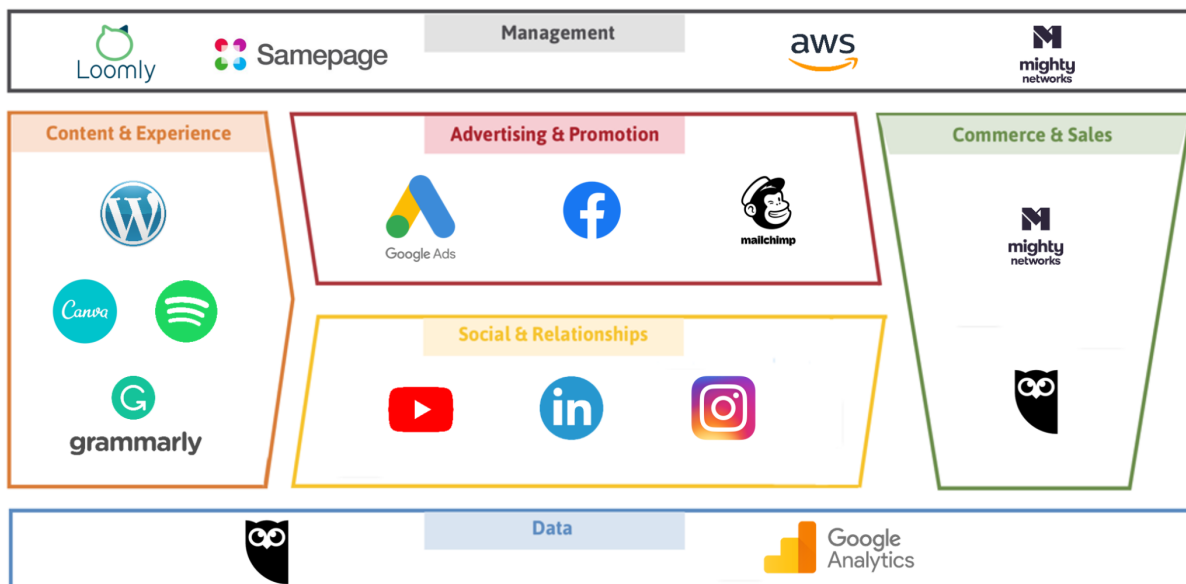 Management
Loomly
Samepage
aws
mighty
networks
Content & Experience
Advertising & Promotion
Commerce & Sales
W
Canva
grammarly
Google Ads
mailchimp
mighty
networks
Social & Relationships
in
Data
Google
Analytics